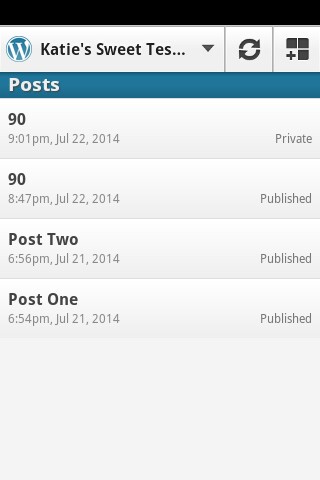 Katie's Sweet Tes...
Posts
90
9:01pm, Jul 22, 2014 Private
90
8:47pm, Jul 22, 2014 Published
Post Two
6:56pm, Jul 21, 2014 Published
Post One
6:54pm, Jul 21, 2014 Published